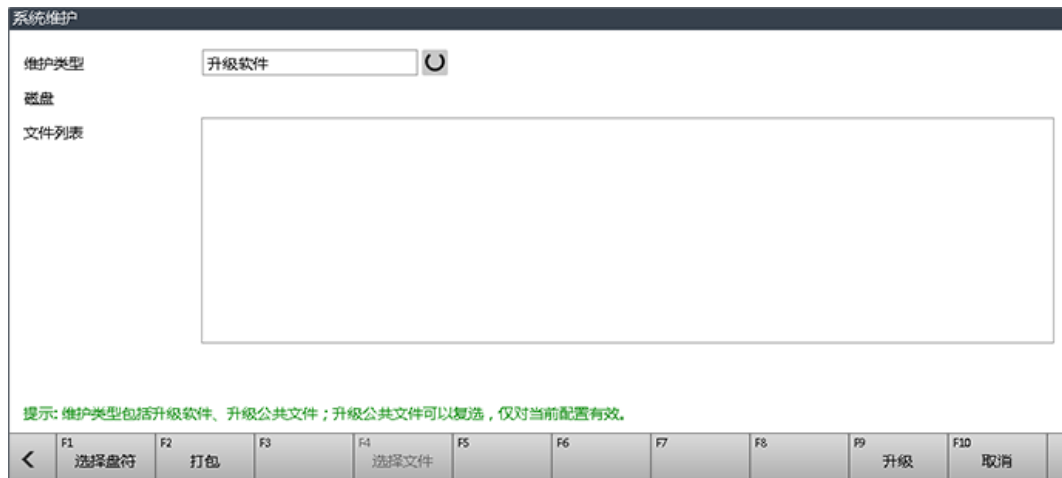 系统维护
维护类型 升级软件
磁盘
文件列表
提示: 维护类型包括升级软件、升级公共文件；升级公共文件可以复选，仅对当前配置有效。
F1 F2 F3 F4 F5 F6 F7 F8 F9 F10
选择盘符 打包 选择文件 升级 取消